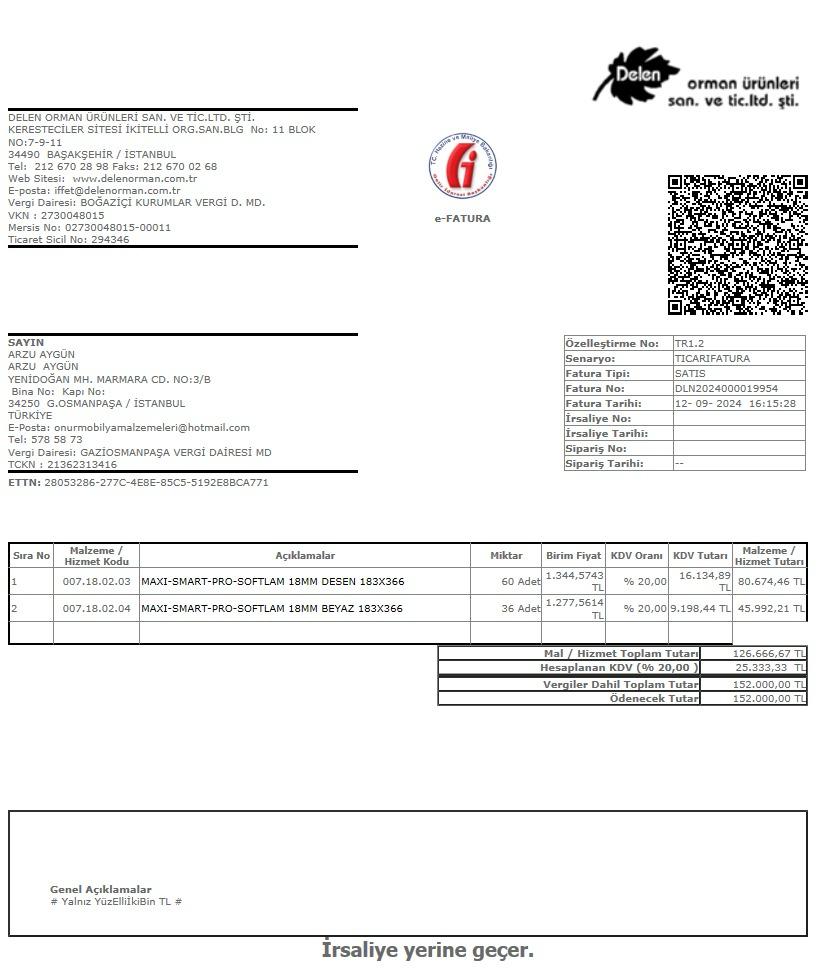 Delen orman ürünleri
san. ve tic.ltd. şti.
DELEN ORMAN ÜRÜNLERİ SAN. VE TİC.LTD. ŞTİ.
KERESTECİLER SİTESİ İKİTELLİ ORG.SAN.BLG No: 11 BLOK
NO:7-9-11
34490 BAŞAKŞEHİR / İSTANBUL
Tel: 212 670 28 98 Faks: 212 670 02 68
Web Sitesi: www.delenorman.com.tr
E-posta: iffet@delenorman.com.tr
Vergi Dairesi: BOĞAZİÇİ KURUMLAR VERGİ D. MD.
VKN : 2730048015
Mersis No: 02730048015-00011
Ticaret Sicil No: 294346
T.C. Hazine ve Maliye Bakanlığı
Gelir İdaresi Başkanlığı
e-FATURA
SAYIN
ARZU AYGÜN
ARZU AYGÜN
YENİDOĞAN MH. MARMARA CD. NO:3/B
Bina No: Kapı No:
34250 G.OSMANPAŞA / İSTANBUL
TÜRKİYE
E-Posta: onurmobilyamalzemeleri@hotmail.com
Tel: 578 58 73
Vergi Dairesi: GAZİOSMANPAŞA VERGİ DAİRESİ MD
TCKN : 21362313416
ETTN: 28053286-277C-4E8E-85C5-5192E8BCA771
Özelleştirme No: TR1.2
Senaryo: TICARIFATURA
Fatura Tipi: SATIS
Fatura No: DLN2024000019954
Fatura Tarihi: 12- 09- 2024 16:15:28
İrsaliye No:
İrsaliye Tarihi:
Sipariş No:
Sipariş Tarihi: --
Sıra No Malzeme / Hizmet Kodu Açıklamalar Miktar Birim Fiyat KDV Oranı KDV Tutarı Malzeme / Hizmet Tutarı
1 007.18.02.03 MAXI-SMART-PRO-SOFTLAM 18MM DESEN 183X366 60 Adet 1.344,5743 TL % 20,00 16.134,89 TL 80.674,46 TL
2 007.18.02.04 MAXI-SMART-PRO-SOFTLAM 18MM BEYAZ 183X366 36 Adet 1.277,5614 TL % 20,00 9.198,44 TL 45.992,21 TL
Mal / Hizmet Toplam Tutarı 126.666,67 TL
Hesaplanan KDV (% 20,00 ) 25.333,33 TL
Vergiler Dahil Toplam Tutar 152.000,00 TL
Ödenecek Tutar 152.000,00 TL
Genel Açıklamalar
# Yalnız YüzElliİkiBin TL #
İrsaliye yerine geçer.